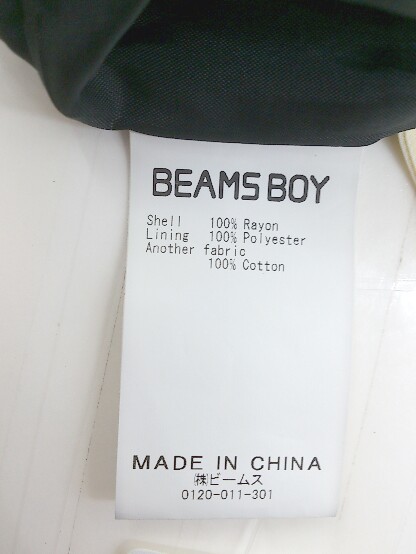 BEAMS BOY
Shell 100% Rayon
Lining 100% Polyester
Another fabric
100% Cotton
MADE IN CHINA
㈱ビームス
0120-011-301